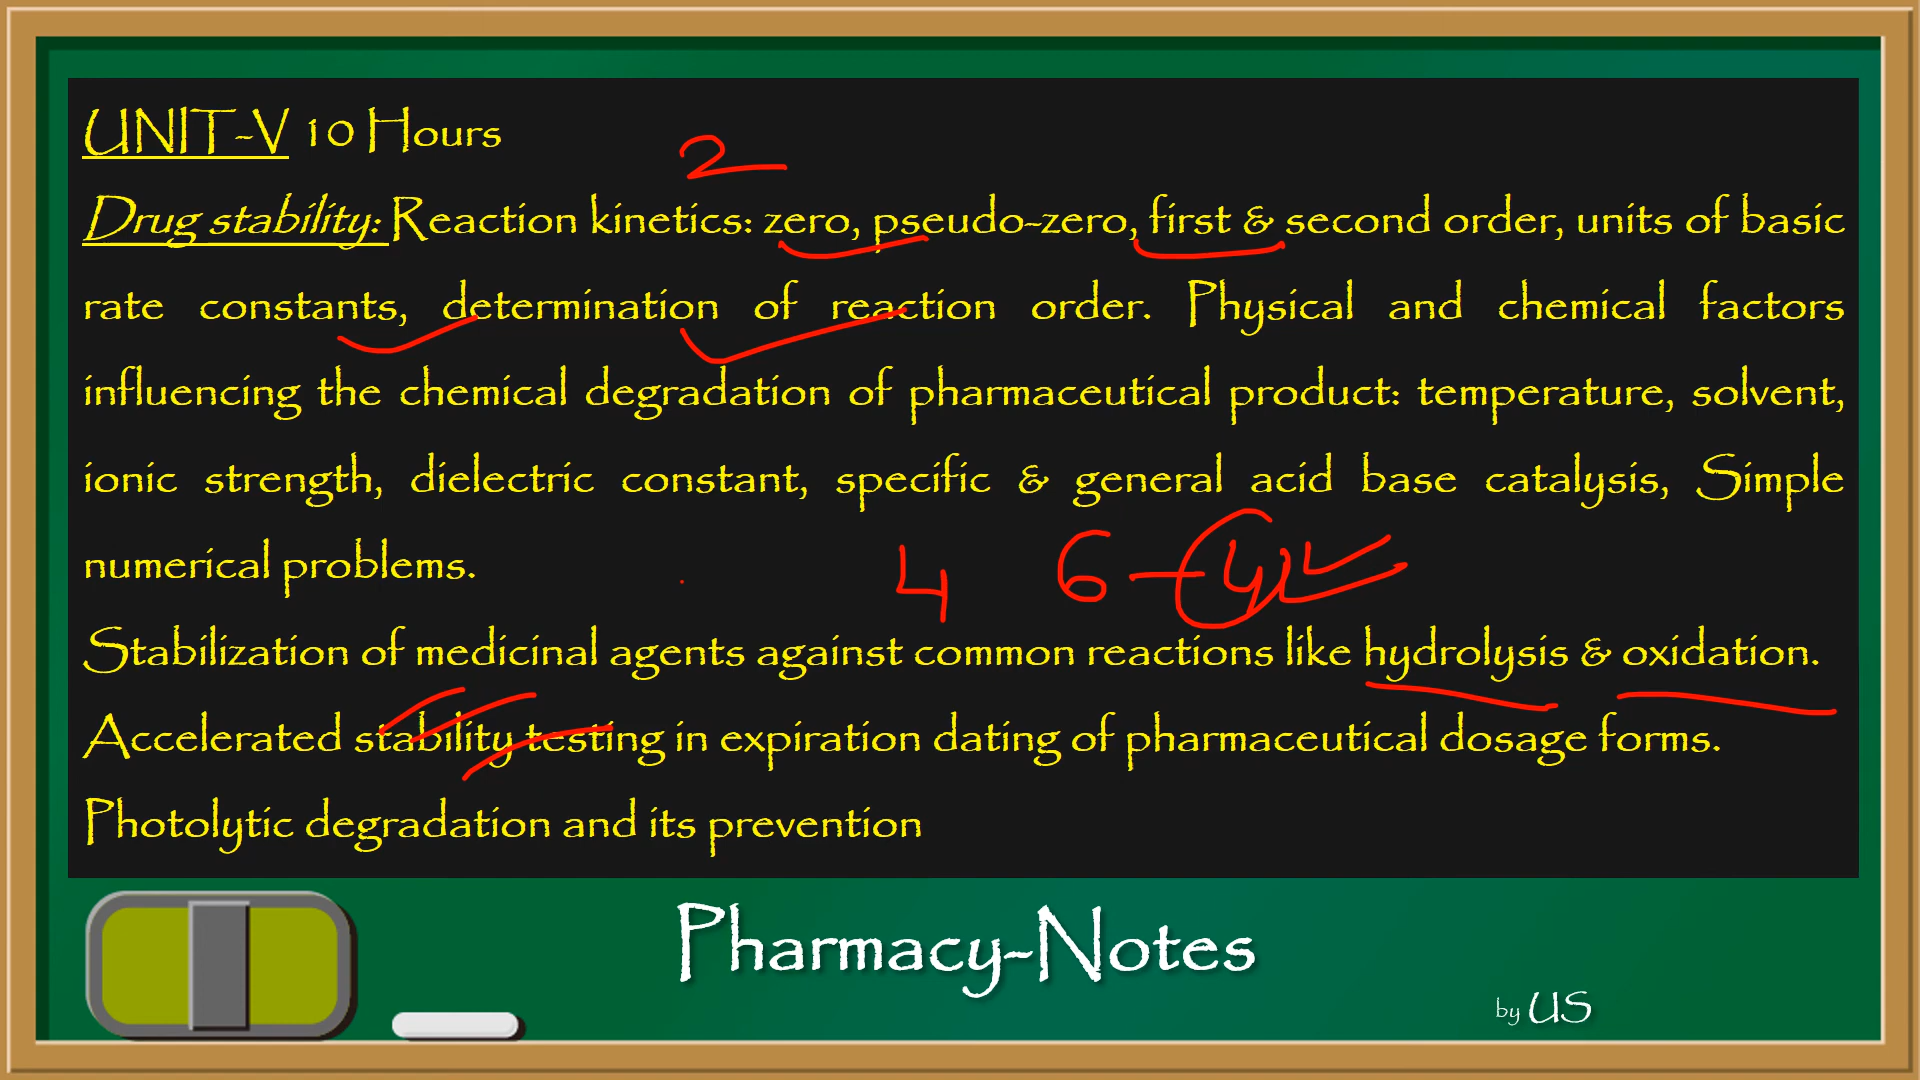 UNIT-V 10 Hours
2
Drug stability: Reaction kinetics: zero, pseudo-zero, first & second order, units of basic
rate constants, determination of reaction order. Physical and chemical factors
influencing the chemical degradation of pharmaceutical product: temperature, solvent,
ionic strength, dielectric constant, specific & general acid base catalysis, Simple
numerical problems.
4 6 –
Stabilization of medicinal agents against common reactions like hydrolysis & oxidation.
Accelerated stability testing in expiration dating of pharmaceutical dosage forms.
Photolytic degradation and its prevention
Pharmacy-Notes
by US